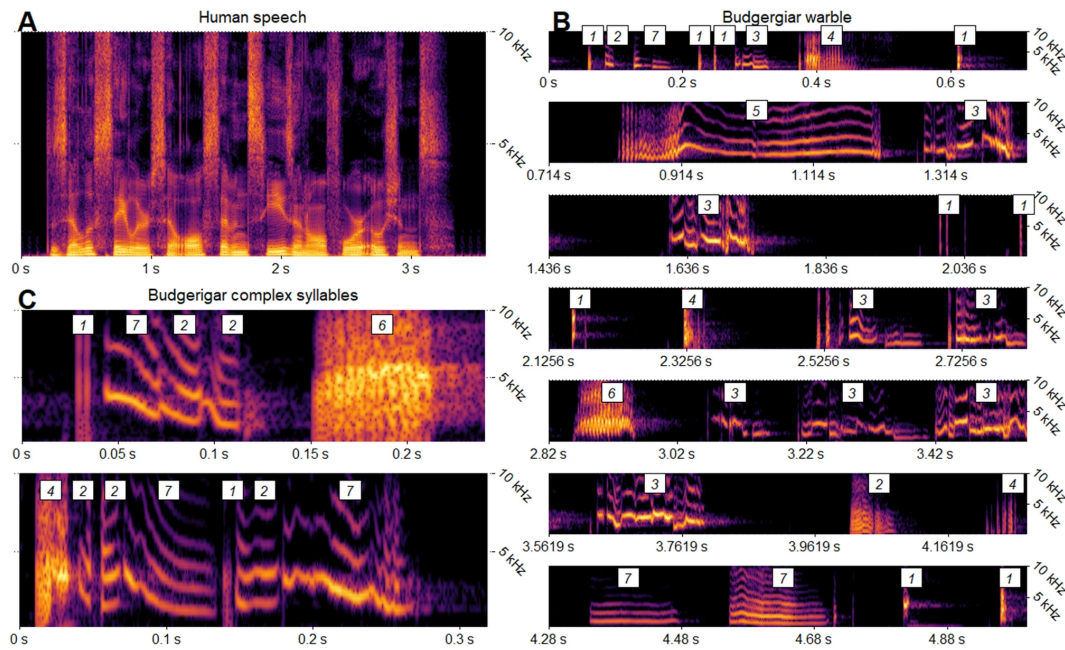 A
Human speech
10 kHz
5 kHz
0 s
1 s
2 s
3 s
B
Budgergiar warble
1 2 7 1 1 3 4 1
10 kHz
5 kHz
0 s 0.2 s 0.4 s 0.6 s
5 3
10 kHz
5 kHz
0.714 s 0.914 s 1.114 s 1.314 s
3 1 1
10 kHz
5 kHz
1.436 s 1.636 s 1.836 s 2.036 s
1 4 3 3
10 kHz
5 kHz
2.1256 s 2.3256 s 2.5256 s 2.7256 s
6 3 3 3
10 kHz
5 kHz
2.82 s 3.02 s 3.22 s 3.42 s
3 2 4
10 kHz
5 kHz
3.5619 s 3.7619 s 3.9619 s 4.1619 s
7 7 1 1
10 kHz
5 kHz
4.28 s 4.48 s 4.68 s 4.88 s
C
Budgerigar complex syllables
1 7 2 2 6
10 kHz
5 kHz
0 s 0.05 s 0.1 s 0.15 s 0.2 s
4 2 2 7 1 2 7
10 kHz
5 kHz
0 s 0.1 s 0.2 s 0.3 s